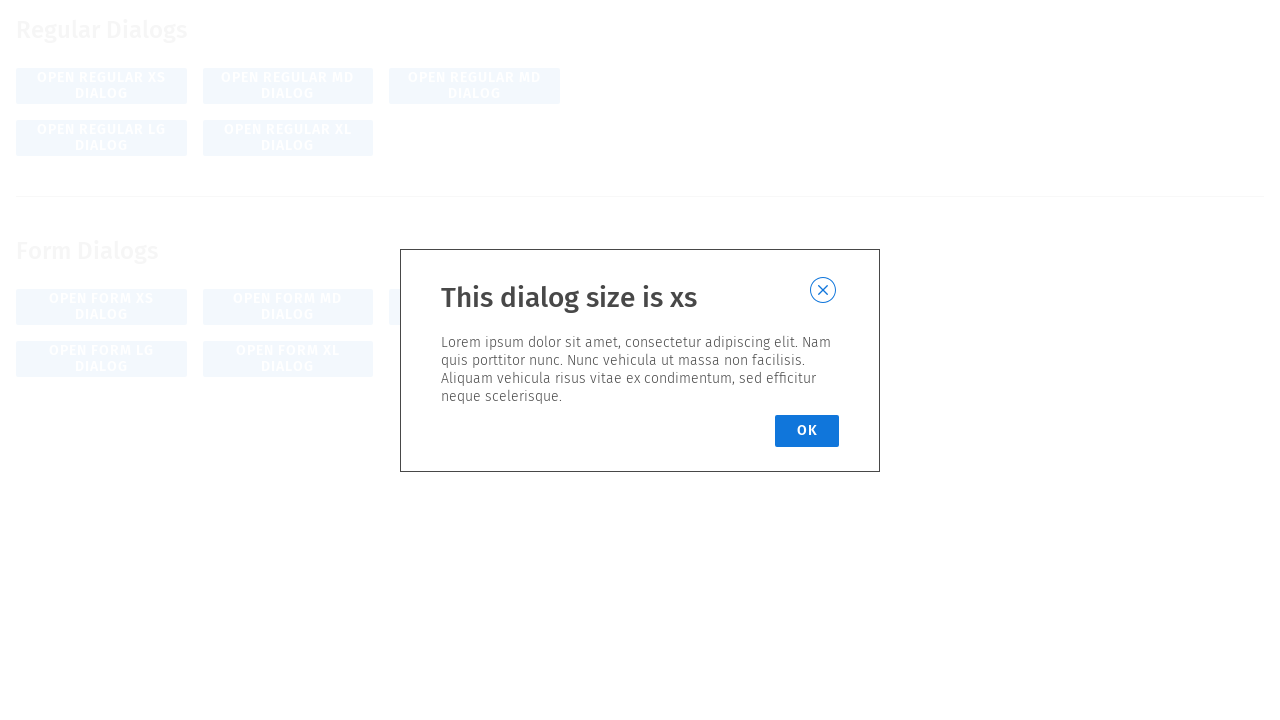 Regular Dialogs
OPEN REGULAR XS
DIALOG
OPEN REGULAR MD
DIALOG
OPEN REGULAR MD
DIALOG
OPEN REGULAR LG
DIALOG
OPEN REGULAR XL
DIALOG
Form Dialogs
OPEN FORM XS
DIALOG
OPEN FORM MD
DIALOG
OPEN FORM LG
DIALOG
OPEN FORM XL
DIALOG
This dialog size is xs
Lorem ipsum dolor sit amet, consectetur adipiscing elit. Nam
quis porttitor nunc. Nunc vehicula ut massa non facilisis.
Aliquam vehicula risus vitae ex condimentum, sed efficitur
neque scelerisque.
OK